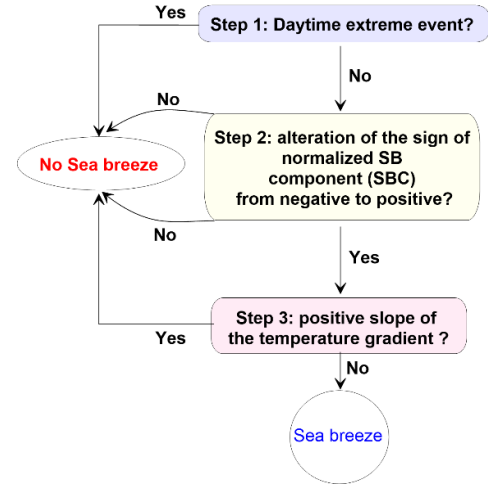 Yes
Step 1: Daytime extreme event?
No
No
Step 2: alteration of the sign of
normalized SB
component (SBC)
from negative to positive?
No Sea breeze
No
Yes
Step 3: positive slope of
the temperature gradient ?
Yes
No
Sea breeze